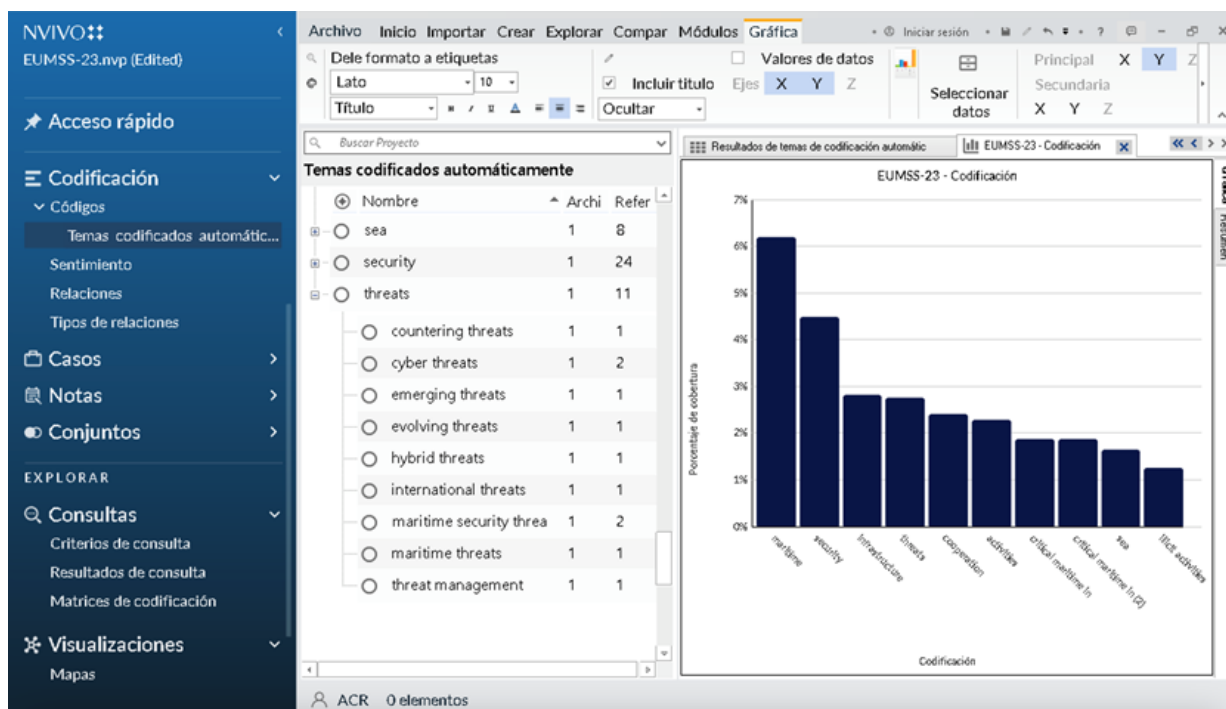 NVIVO
EUMSS-23.nvp (Edited)
Acceso rápido
Codificación
Códigos
Temas codificados automátic...
Sentimiento
Relaciones
Tipos de relaciones
Casos
Notas
Conjuntos
EXPLORAR
Consultas
Criterios de consulta
Resultados de consulta
Matrices de codificación
Visualizaciones
Mapas
Archivo Inicio Importar Crear Explorar Compar Módulos Gráfica Iniciar sesión ?
Dele formato a etiquetas
Lato 10
Título
Valores de datos
Incluir titulo Ejes X Y Z
Ocultar
Seleccionar datos
Principal X Y Z
Secundaria
X Y Z
Buscar Proyecto
Temas codificados automáticamente
Nombre Archi Refer
sea 1 8
security 1 24
threats 1 11
countering threats 1 1
cyber threats 1 2
emerging threats 1 1
evolving threats 1 1
hybrid threats 1 1
international threats 1 1
maritime security threa 1 2
maritime threats 1 1
threat management 1 1
ACR 0 elementos
Resultados de temas de codificación automátic
EUMSS-23 - Codificación
EUMSS-23 - Codificación
7%
6%
5%
4%
3%
2%
1%
0%
Porcentaje de cobertura
maritime
security
infrastructure
threats
cooperation
activities
critical maritime in
critical maritime in (2)
sea
illicit activities
Codificación
Resumen